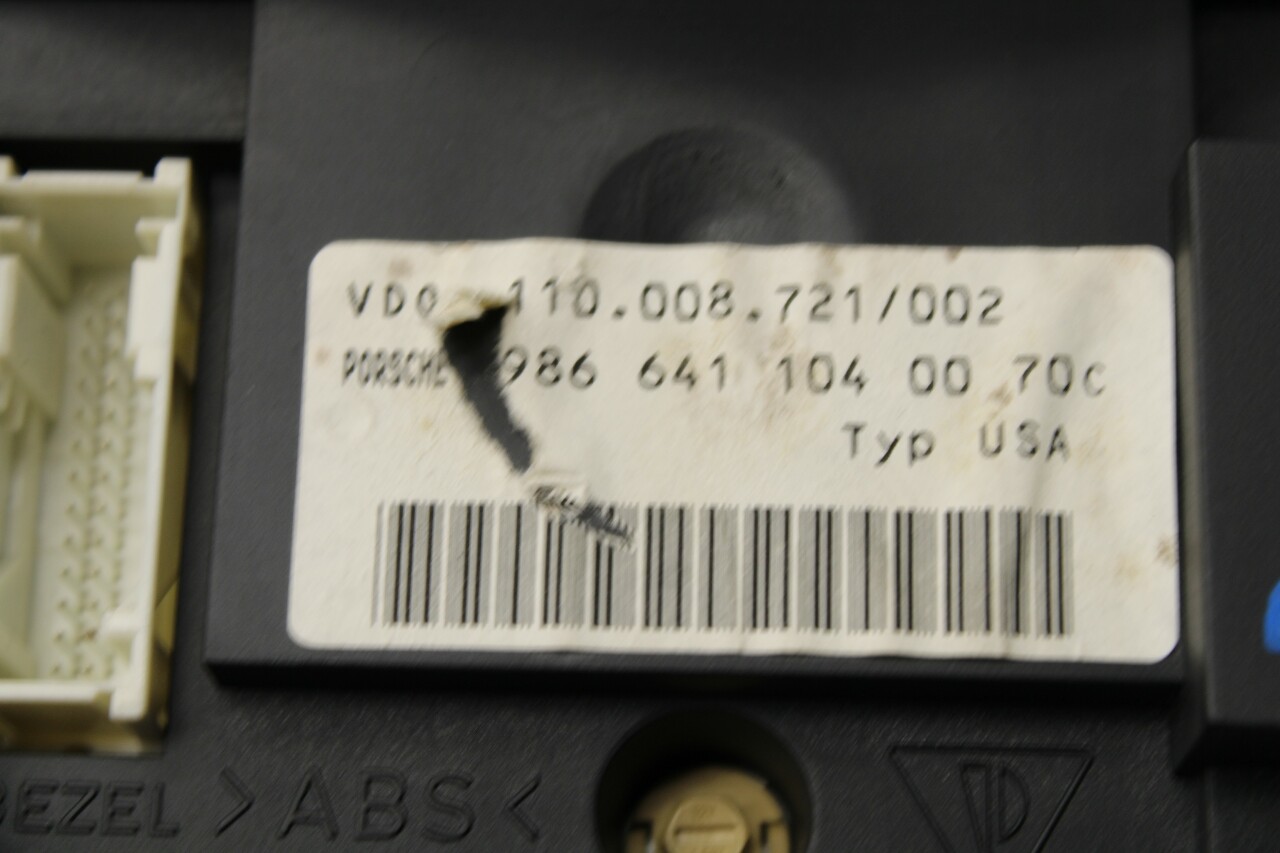 VDO 110.008.721/002
PORSCHE 986 641 104 00 70c
Typ USA
BEZEL >ABS<